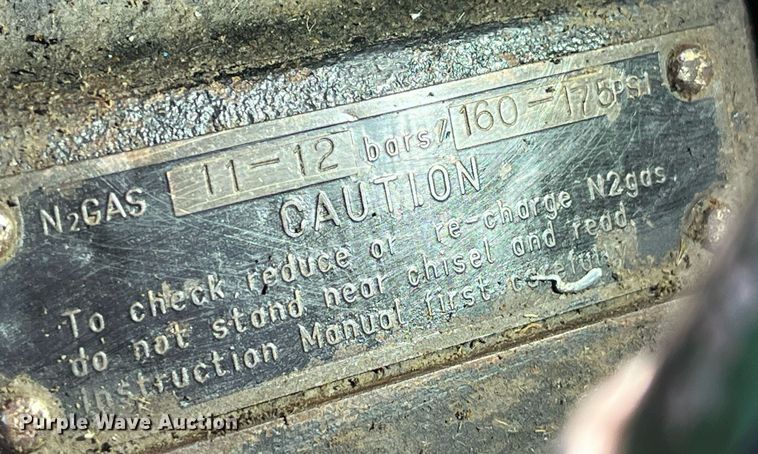 N2GAS 11-12 bars/ 160-175PSI
CAUTION
To check, reduce or re-charge N2gas,
do not stand near chisel and read
Instruction Manual first carefully
Purple Wave Auction